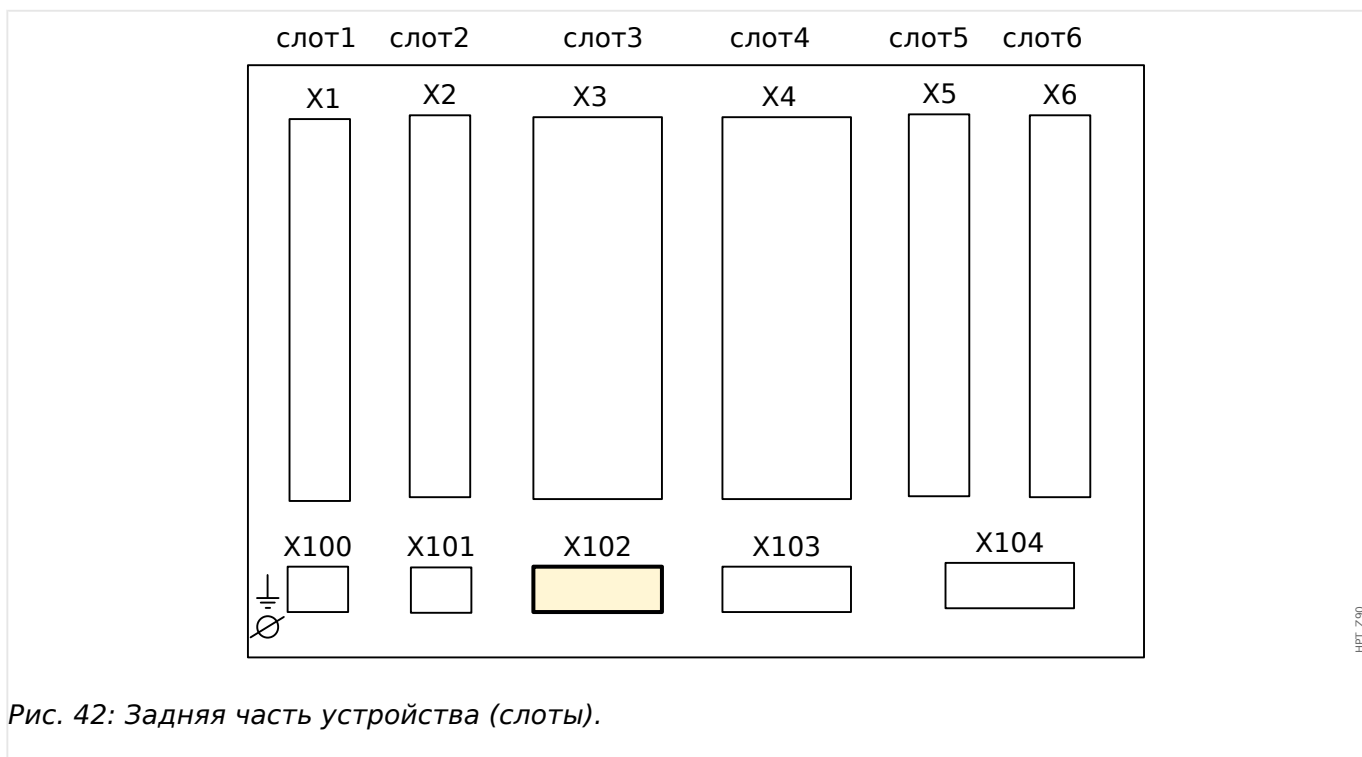 слот1 слот2 слот3 слот4 слот5 слот6
X1 X2 X3 X4 X5 X6
X100 X101 X102 X103 X104
HPT_Z90
Рис. 42: Задняя часть устройства (слоты).